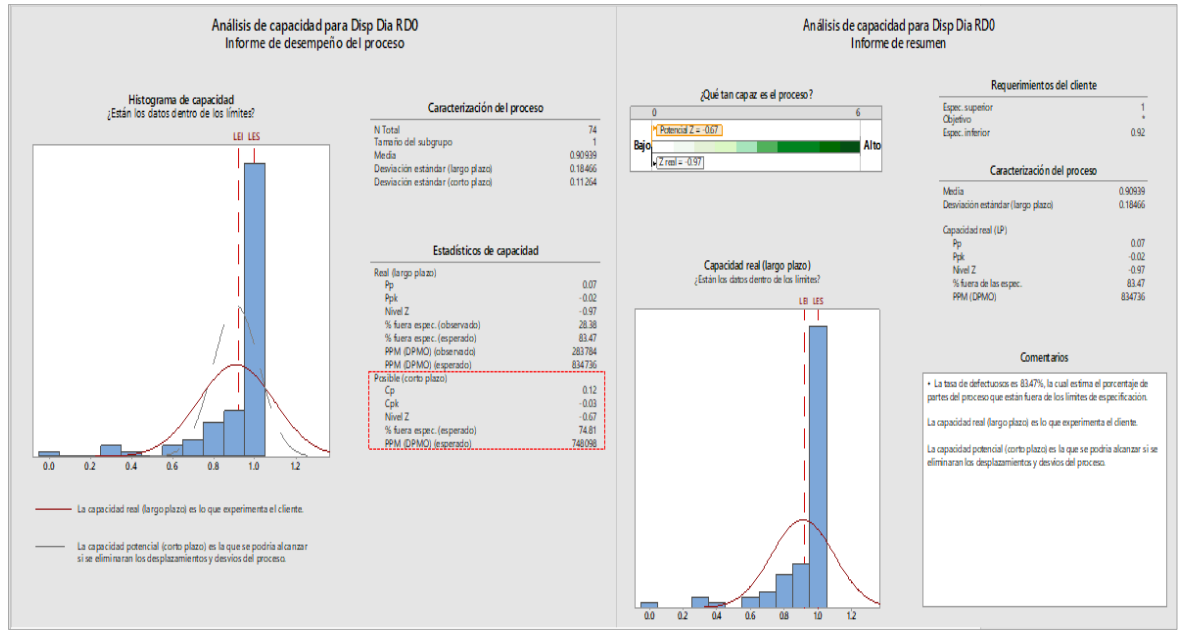 Análisis de capacidad para Disp Dia RD0
Informe de desempeño del proceso
Histograma de capacidad
¿Están los datos dentro de los límites?
LEI LES
0.0 0.2 0.4 0.6 0.8 1.0 1.2
La capacidad real (largo plazo) es lo que experimenta el cliente.
La capacidad potencial (corto plazo) es la que se podría alcanzar
si se eliminaran los desplazamientos y desvíos del proceso.
Caracterización del proceso
N Total 74
Tamaño del subgrupo 1
Media 0.90939
Desviación estándar (largo plazo) 0.18466
Desviación estándar (corto plazo) 0.11264
Estadísticos de capacidad
Real (largo plazo)
Pp 0.07
Ppk -0.02
Nivel Z -0.97
% fuera espec. (observado) 28.38
% fuera espec. (esperado) 83.47
PPM (DPMO) (observado) 283784
PPM (DPMO) (esperado) 834736
Posible (corto plazo)
Cp 0.12
Cpk -0.03
Nivel Z -0.67
% fuera espec. (esperado) 74.81
PPM (DPMO) (esperado) 748098
Análisis de capacidad para Disp Dia RD0
Informe de resumen
¿Qué tan capaz es el proceso?
0 6
Potencial Z = -0.67
Bajo Alto
Z real = -0.97
Capacidad real (largo plazo)
¿Están los datos dentro de los límites?
LEI LES
0.0 0.2 0.4 0.6 0.8 1.0 1.2
Requerimientos del cliente
Espec. superior 1
Objetivo *
Espec. inferior 0.92
Caracterización del proceso
Media 0.90939
Desviación estándar (largo plazo) 0.18466
Capacidad real (LP)
Pp 0.07
Ppk -0.02
Nivel Z -0.97
% fuera de las espec. 83.47
PPM (DPMO) 834736
Comentarios
• La tasa de defectuosos es 83.47%, la cual estima el porcentaje de
partes del proceso que están fuera de los límites de especificación.
La capacidad real (largo plazo) es lo que experimenta el cliente.
La capacidad potencial (corto plazo) es la que se podría alcanzar si se
eliminaran los desplazamientos y desvíos del proceso.